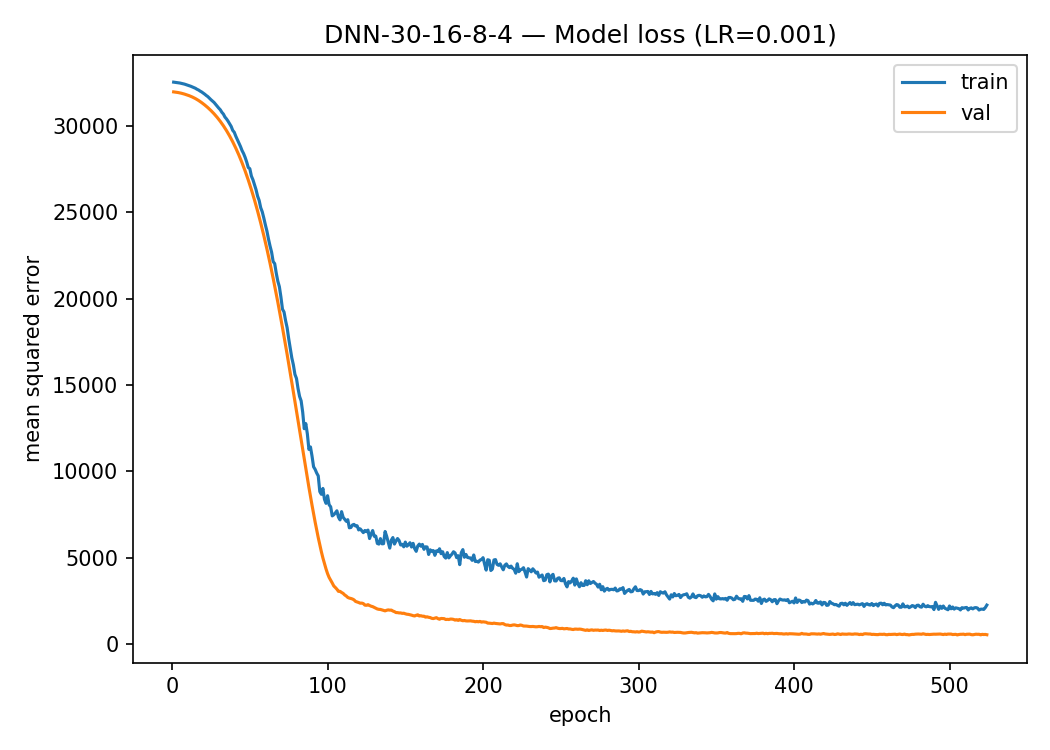 DNN-30-16-8-4 — Model loss (LR=0.001)
train
val
mean squared error
30000
25000
20000
15000
10000
5000
0
0 100 200 300 400 500
epoch